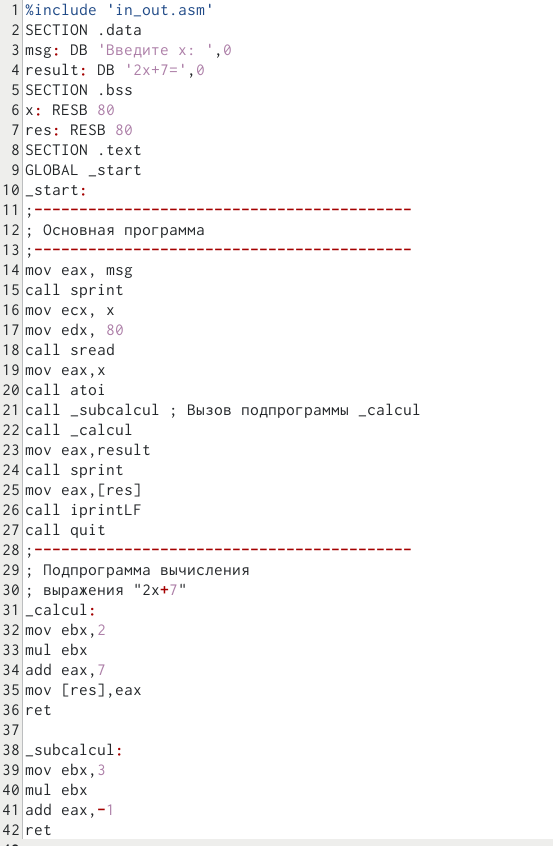 1 %include 'in_out.asm'
2 SECTION .data
3 msg: DB 'Введите x: ',0
4 result: DB '2x+7=',0
5 SECTION .bss
6 x: RESB 80
7 res: RESB 80
8 SECTION .text
9 GLOBAL _start
10 _start:
11 ;------------------------------------------
12 ; Основная программа
13 ;------------------------------------------
14 mov eax, msg
15 call sprint
16 mov ecx, x
17 mov edx, 80
18 call sread
19 mov eax,x
20 call atoi
21 call _subcalcul ; Вызов подпрограммы _calcul
22 call _calcul
23 mov eax,result
24 call sprint
25 mov eax,[res]
26 call iprintLF
27 call quit
28 ;------------------------------------------
29 ; Подпрограмма вычисления
30 ; выражения "2x+7"
31 _calcul:
32 mov ebx,2
33 mul ebx
34 add eax,7
35 mov [res],eax
36 ret
37
38 _subcalcul:
39 mov ebx,3
40 mul ebx
41 add eax,-1
42 ret